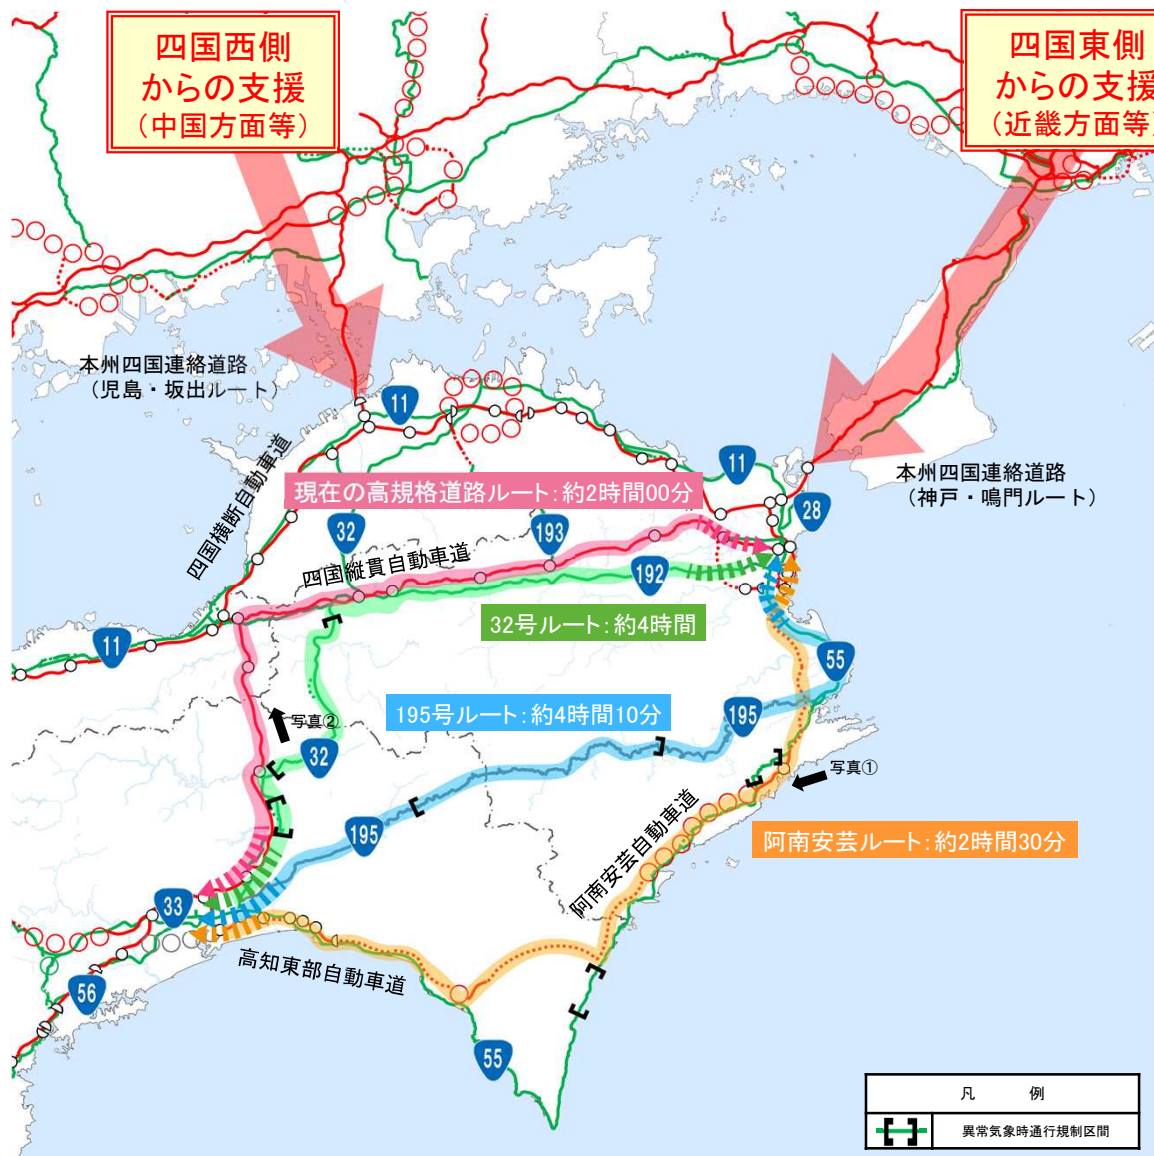 四国西側
からの支援
（中国方面等）
四国東側
からの支援
（近畿方面等）
本州四国連絡道路
（児島・坂出ルート）
11
四国横断自動車道
11
本州四国連絡道路
（神戸・鳴門ルート）
現在の高規格道路ルート：約2時間00分
28
32
193
四国縦貫自動車道
192
32号ルート：約4時間
11
55
195号ルート：約4時間10分
195
写真②
32
写真①
195
阿南安芸自動車道
阿南安芸ルート：約2時間30分
33
高知東部自動車道
56
55
凡　例
異常気象時通行規制区間